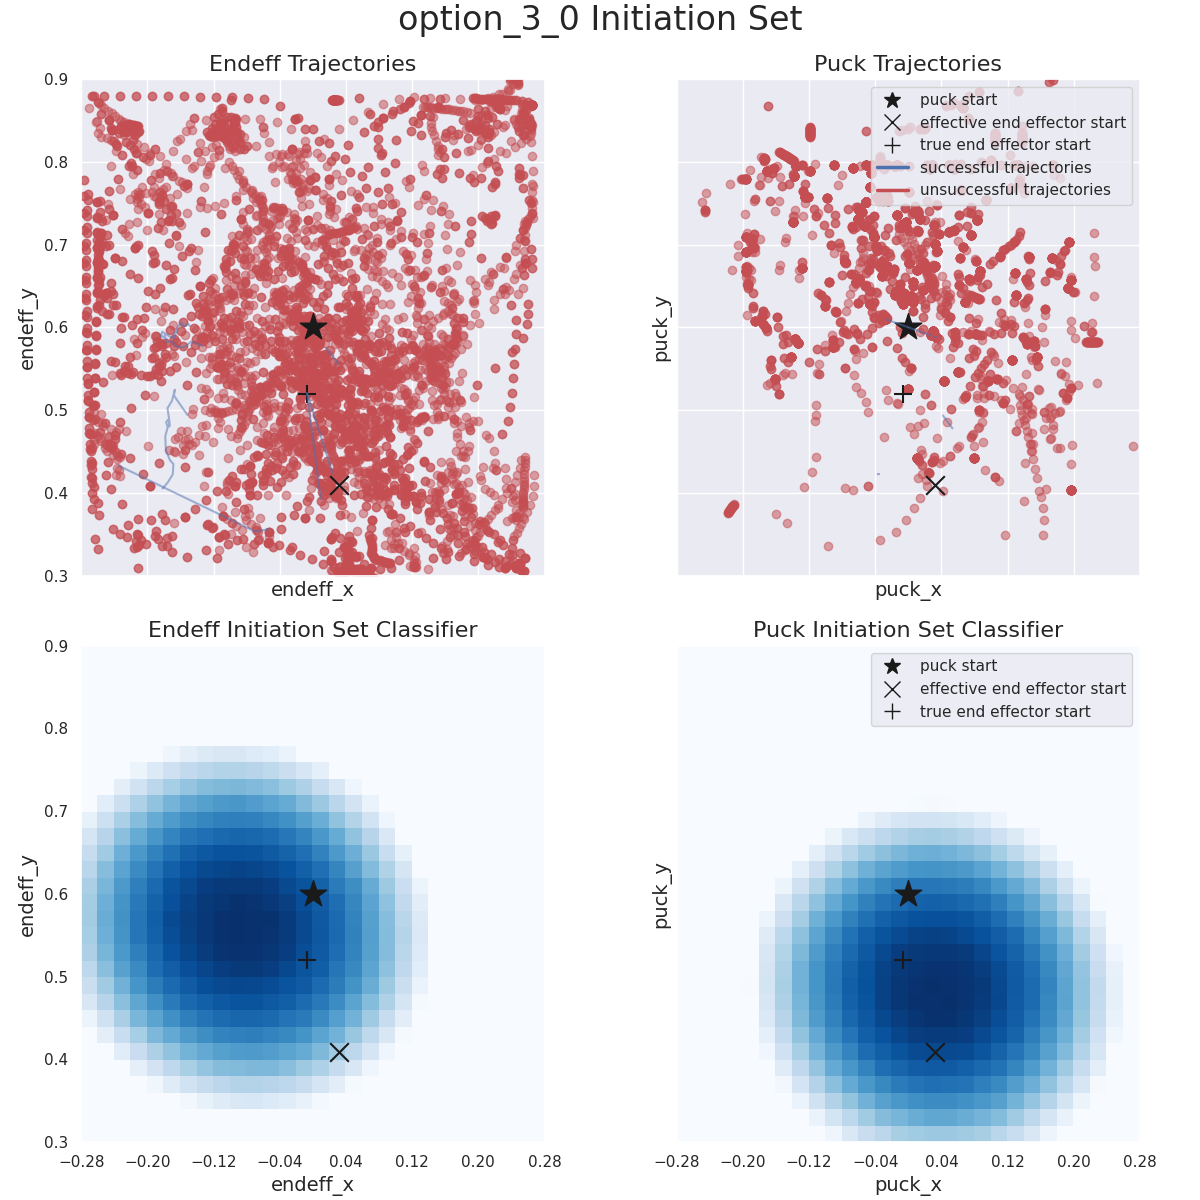 option_3_0 Initiation Set
Endeff Trajectories
Puck Trajectories
0.9
0.8
0.7
0.6
0.5
0.4
0.3
endeff_y
endeff_x
puck_y
puck_x
puck start
effective end effector start
true end effector start
successful trajectories
unsuccessful trajectories
Endeff Initiation Set Classifier
Puck Initiation Set Classifier
0.9
0.8
0.7
0.6
0.5
0.4
0.3
endeff_y
−0.28 −0.20 −0.12 −0.04 0.04 0.12 0.20 0.28
endeff_x
puck_y
puck start
effective end effector start
true end effector start
−0.28 −0.20 −0.12 −0.04 0.04 0.12 0.20 0.28
puck_x